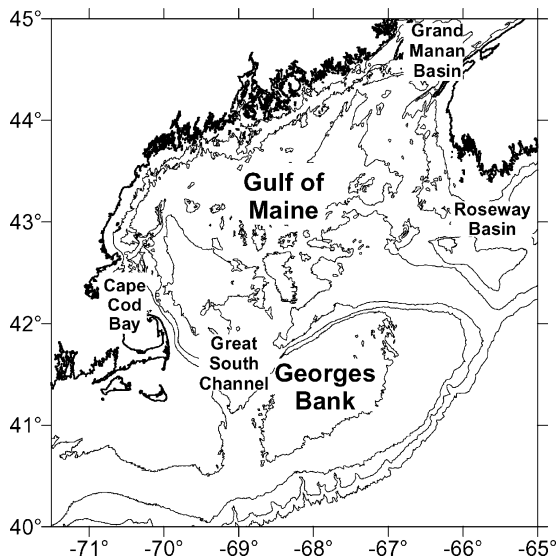 45°
Grand
Manan
Basin
44°
Gulf of
Maine
43°
Roseway
Basin
Cape
Cod
Bay
42°
Great
South
Channel
Georges
Bank
41°
40°
-71° -70° -69° -68° -67° -66° -65°